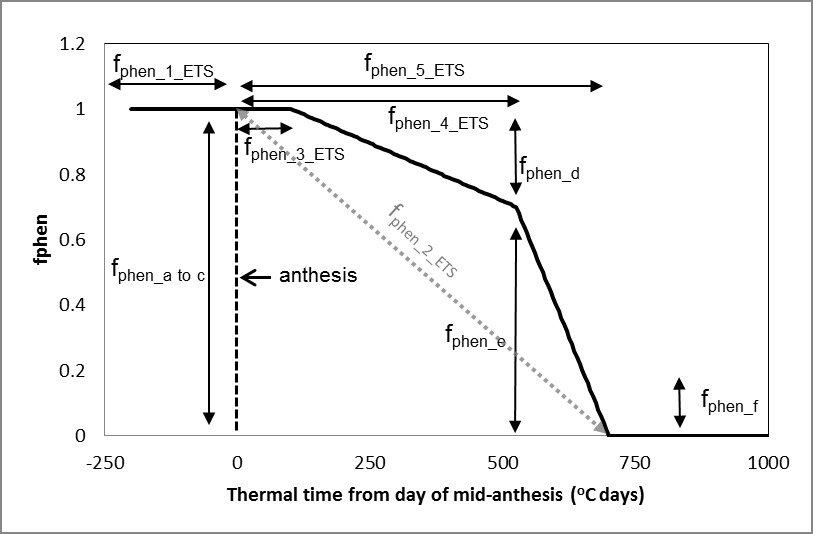 1.2
1
0.8
0.6
0.4
0.2
0
fphen
fphen_1_ETS
fphen_5_ETS
fphen_4_ETS
fphen_3_ETS
fphen_d
fphen_2_ETS
fphen_a to c
anthesis
fphen_e
fphen_f
-250 0 250 500 750 1000
Thermal time from day of mid-anthesis (ºC days)